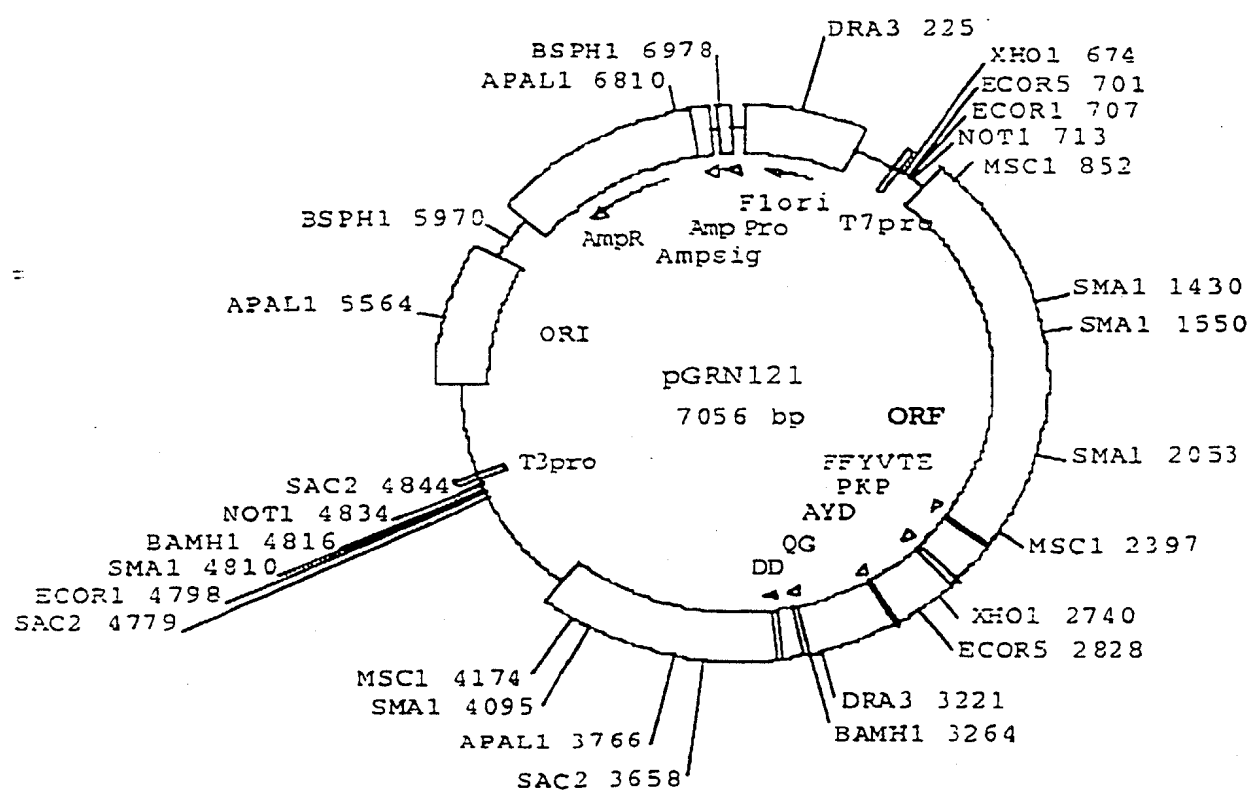 DRA3 225
BSPH1 6978
APAL1 6810
XHO1 674
ECOR5 701
ECOR1 707
NOT1 713
MSC1 852
F1ori
T7pro
Amp Pro
AmpR
Ampsig
BSPH1 5970
APAL1 5564
ORI
SMA1 1430
SMA1 1550
pGRN121
7056 bp
ORF
SMA1 2053
FFYVTE
PKP
AYD
QG
DD
T3pro
SAC2 4844
NOT1 4834
BAMH1 4816
SMA1 4810
ECOR1 4798
SAC2 4779
MSC1 2397
XHO1 2740
ECOR5 2828
DRA3 3221
BAMH1 3264
MSC1 4174
SMA1 4095
APAL1 3766
SAC2 3658